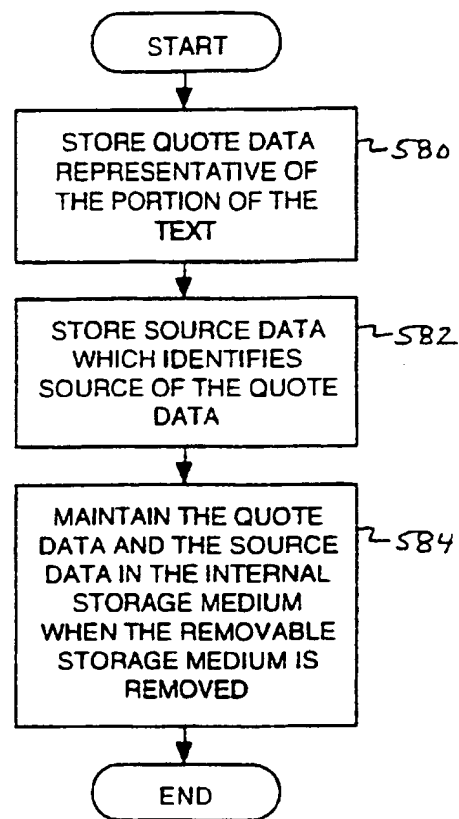 START
STORE QUOTE DATA
REPRESENTATIVE OF
THE PORTION OF THE
TEXT
580
STORE SOURCE DATA
WHICH IDENTIFIES
SOURCE OF THE QUOTE
DATA
582
MAINTAIN THE QUOTE
DATA AND THE SOURCE
DATA IN THE INTERNAL
STORAGE MEDIUM
WHEN THE REMOVABLE
STORAGE MEDIUM IS
REMOVED
584
END